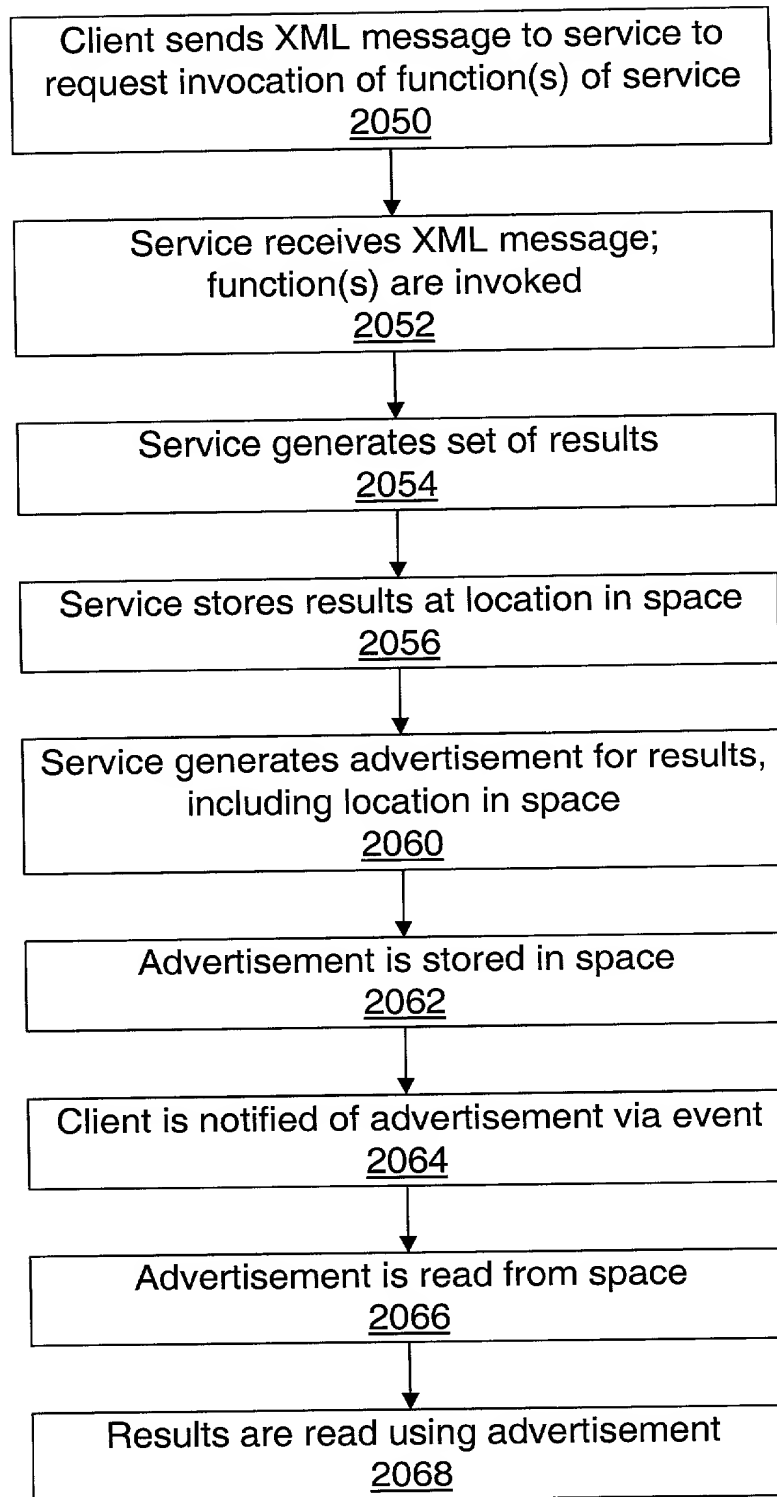 Client sends XML message to service to
request invocation of function(s) of service
2050
Service receives XML message;
function(s) are invoked
2052
Service generates set of results
2054
Service stores results at location in space
2056
Service generates advertisement for results,
including location in space
2060
Advertisement is stored in space
2062
Client is notified of advertisement via event
2064
Advertisement is read from space
2066
Results are read using advertisement
2068